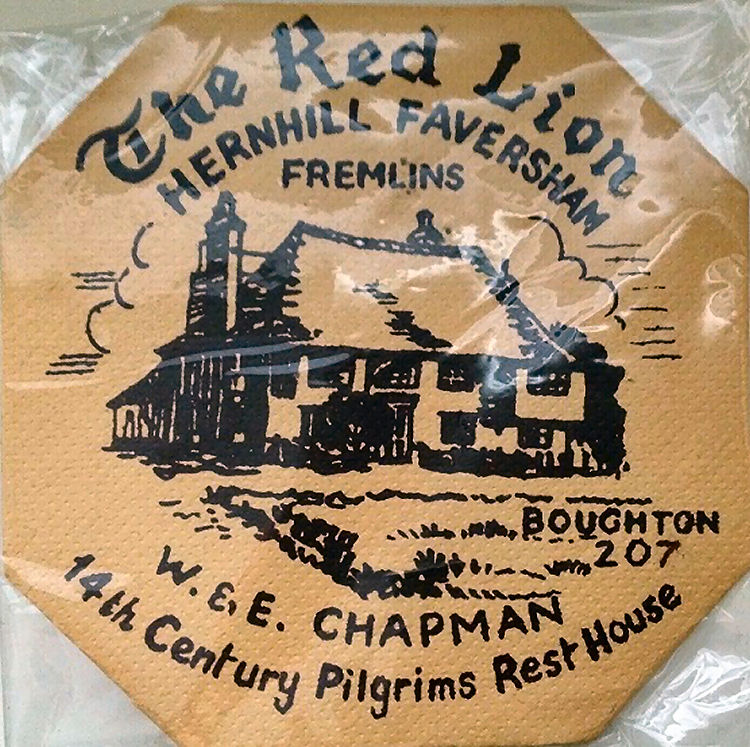 The Red Lion
HERNHILL FAVERSHAM
FREMLINS
BOUGHTON
207
W. & E. CHAPMAN
14th Century Pilgrims Rest House